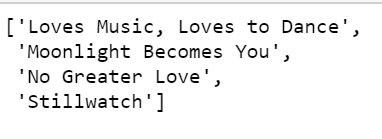 ['Loves Music, Loves to Dance',
 'Moonlight Becomes You',
 'No Greater Love',
 'Stillwatch']